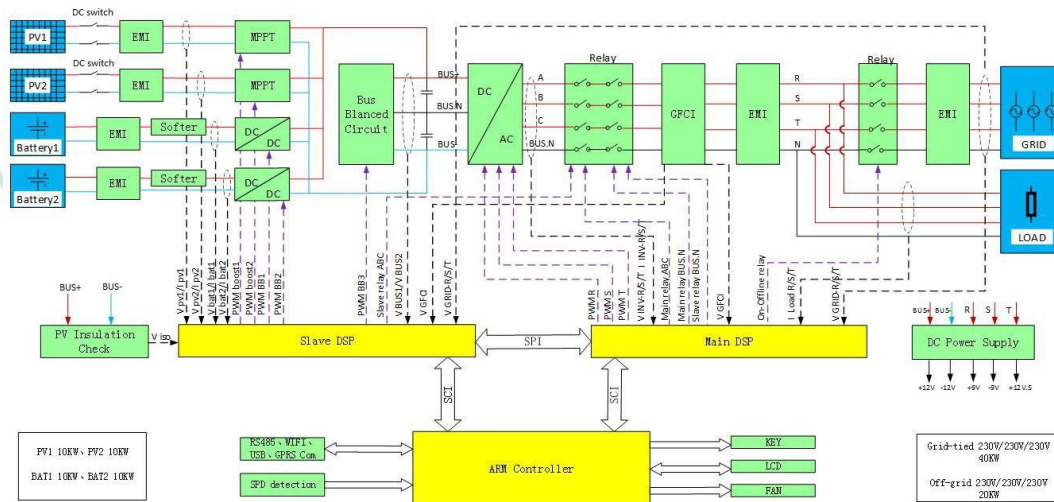 DC switch
PV1
EMI
MPPT
DC switch
PV2
EMI
MPPT
Battery1
EMI
Softer
DC
DC
Battery2
EMI
Softer
DC
DC
Bus
Blanced
Circuit
BUS+
BUS.N
BUS-
DC
AC
A
B
C
BUS.N
Relay
GFCI
EMI
R
S
T
N
Relay
EMI
GRID
LOAD
V pv1/I pv1
V pv2/I pv2
V bat1/I bat1
V bat2/I bat2
PWM boost1
PWM boost2
PWM BB1
PWM BB2
PWM BB3
Slave relay ABC
V BUS1/V BUS2
V GFCI
V GRID-R/S/T
PWM R
PWM S
PWM T
V INV-R/S/T I INV-R/S/T
Main relay ABC
Main relay BUS.N
Slave relay BUS.N
V GFCI
On-Offline relay
I Load R/S/T
V GRID-R/S/T
BUS+
BUS-
PV Insulation
Check
V iso
Slave DSP
SPI
Main DSP
BUS+
BUS-
R
S
T
DC Power Supply
+12V
-12V
+9V
-9V
+12V.S
SCI
SCI
PV1 10KW、PV2 10KW
BAT1 10KW、BAT2 10KW
RS485、WIFI、
USB、GPRS Com
SPD detection
ARM Controller
KEY
LCD
FAN
Grid-tied 230V/230V/230V
40KW
Off-grid 230V/230V/230V
20KW